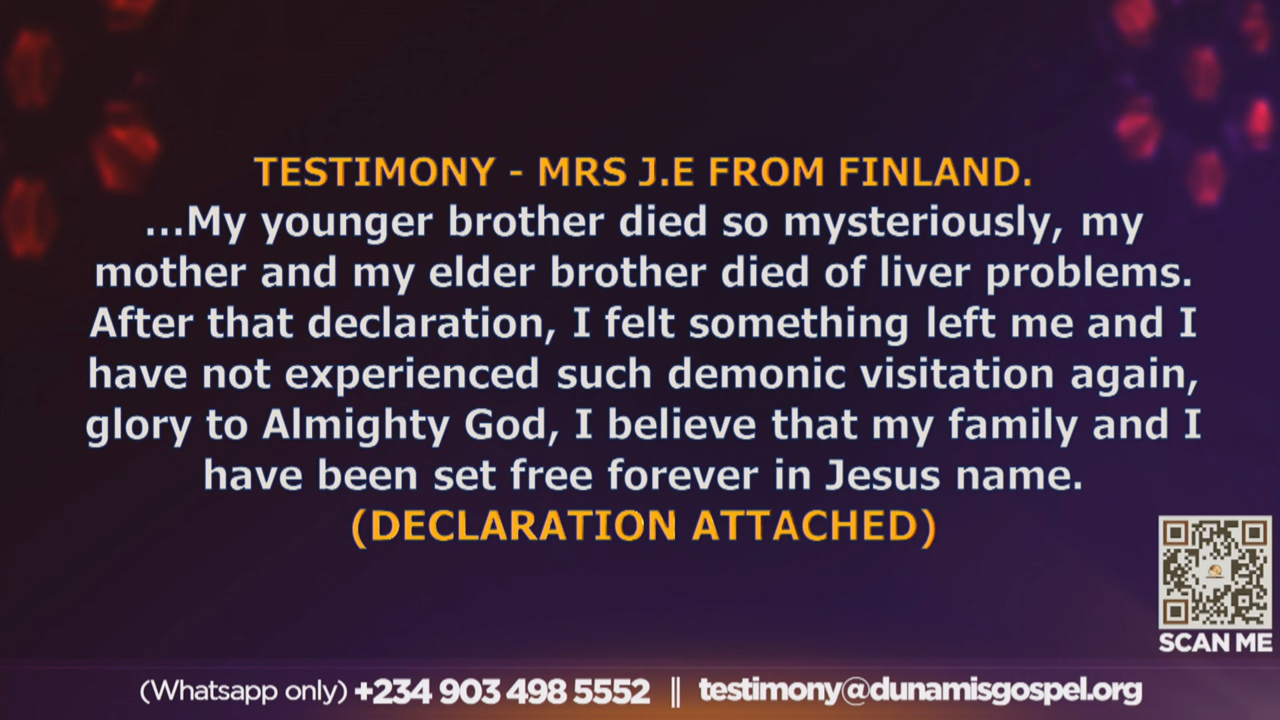 TESTIMONY - MRS J.E FROM FINLAND.
...My younger brother died so mysteriously, my
mother and my elder brother died of liver problems.
After that declaration, I felt something left me and I
have not experienced such demonic visitation again,
glory to Almighty God, I believe that my family and I
have been set free forever in Jesus name.
(DECLARATION ATTACHED)
SCAN ME
(Whatsapp only) +234 903 498 5552 || testimony@dunamisgospel.org